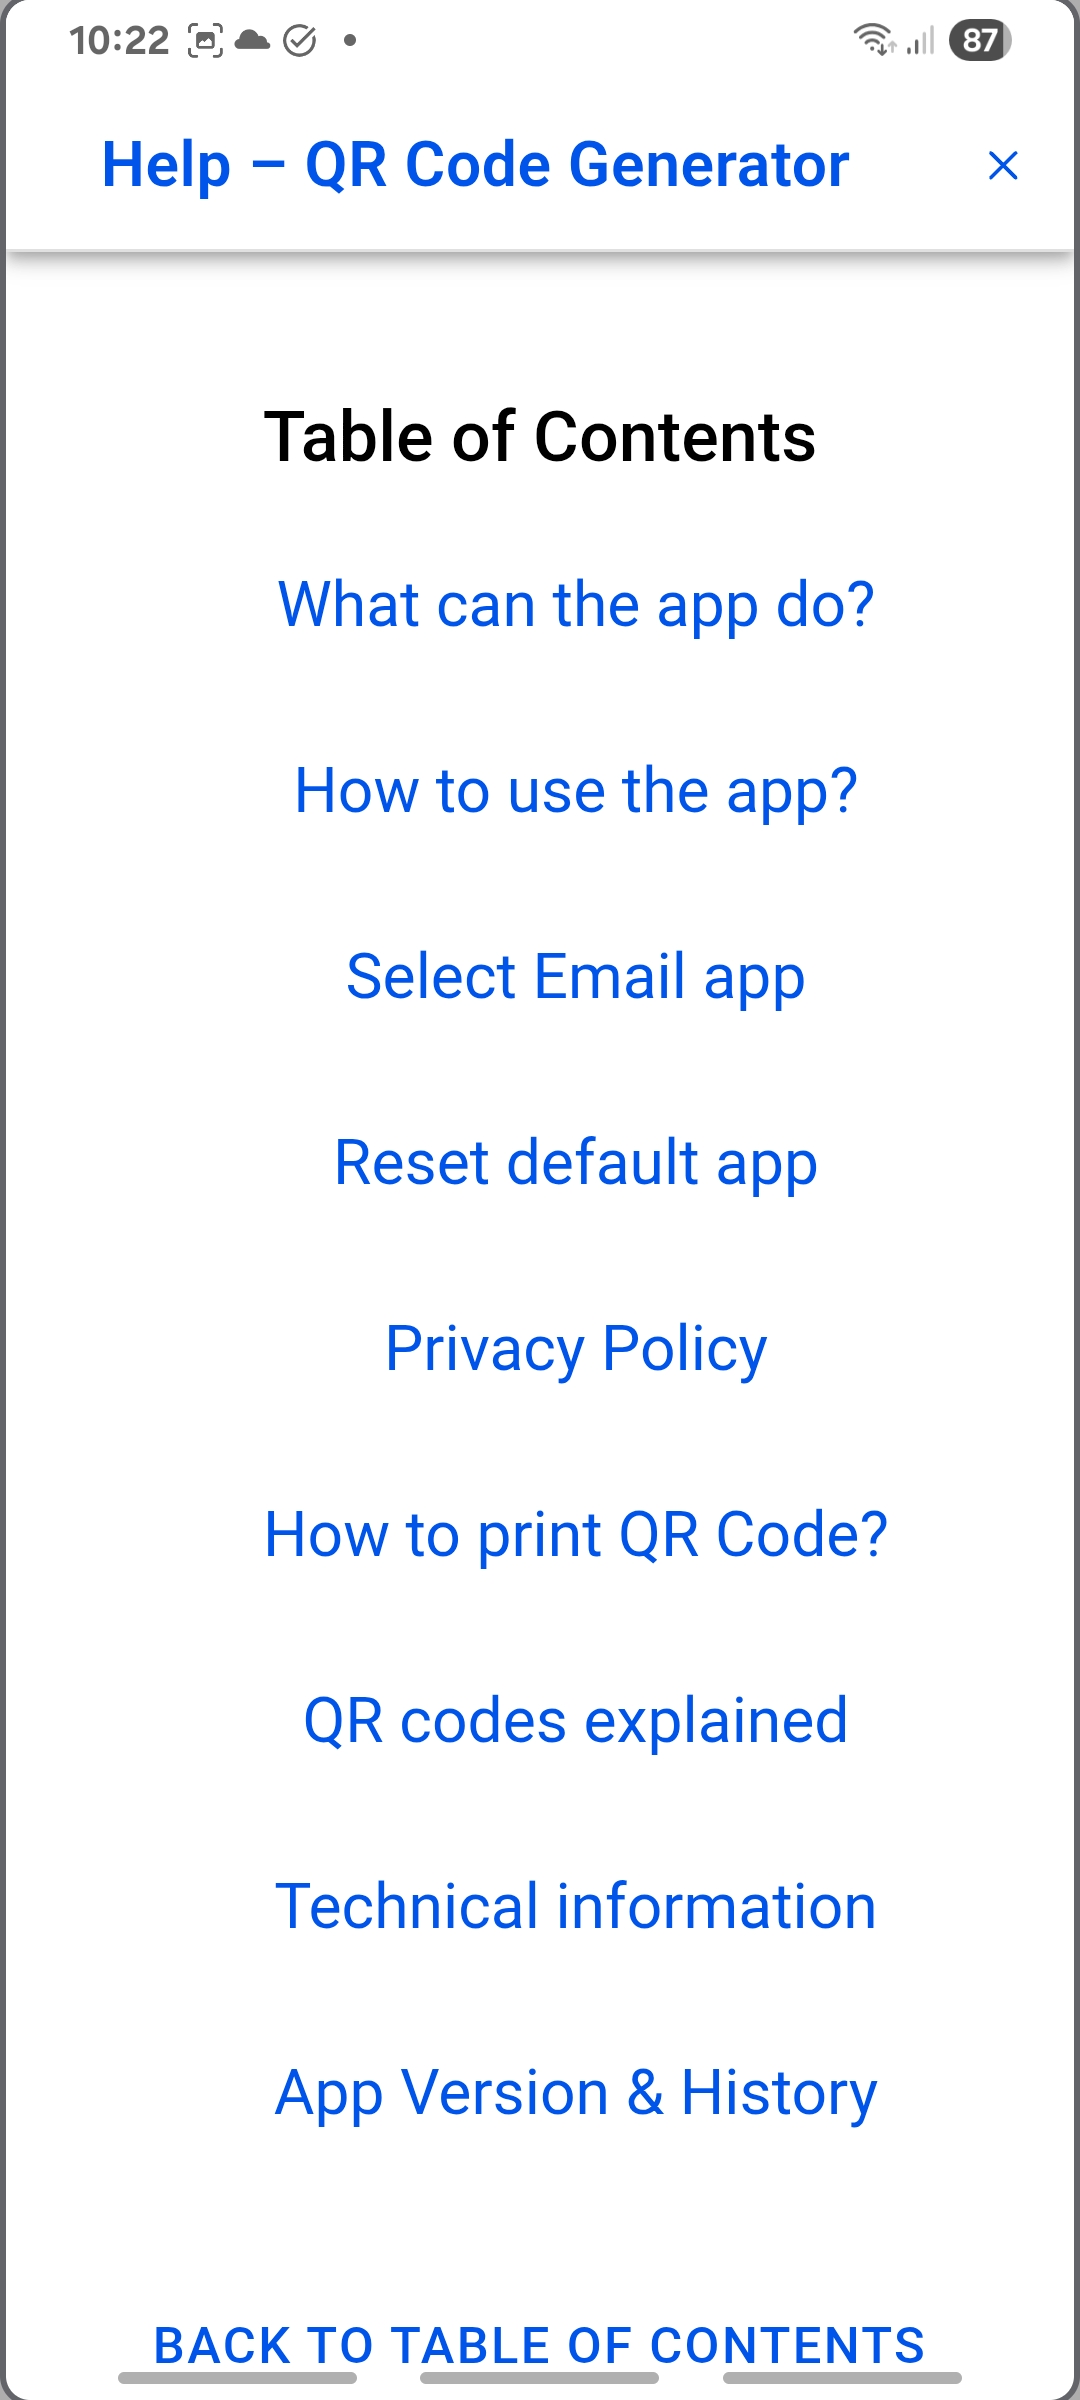 10:22
87
Help – QR Code Generator
Table of Contents
What can the app do?
How to use the app?
Select Email app
Reset default app
Privacy Policy
How to print QR Code?
QR codes explained
Technical information
App Version & History
BACK TO TABLE OF CONTENTS